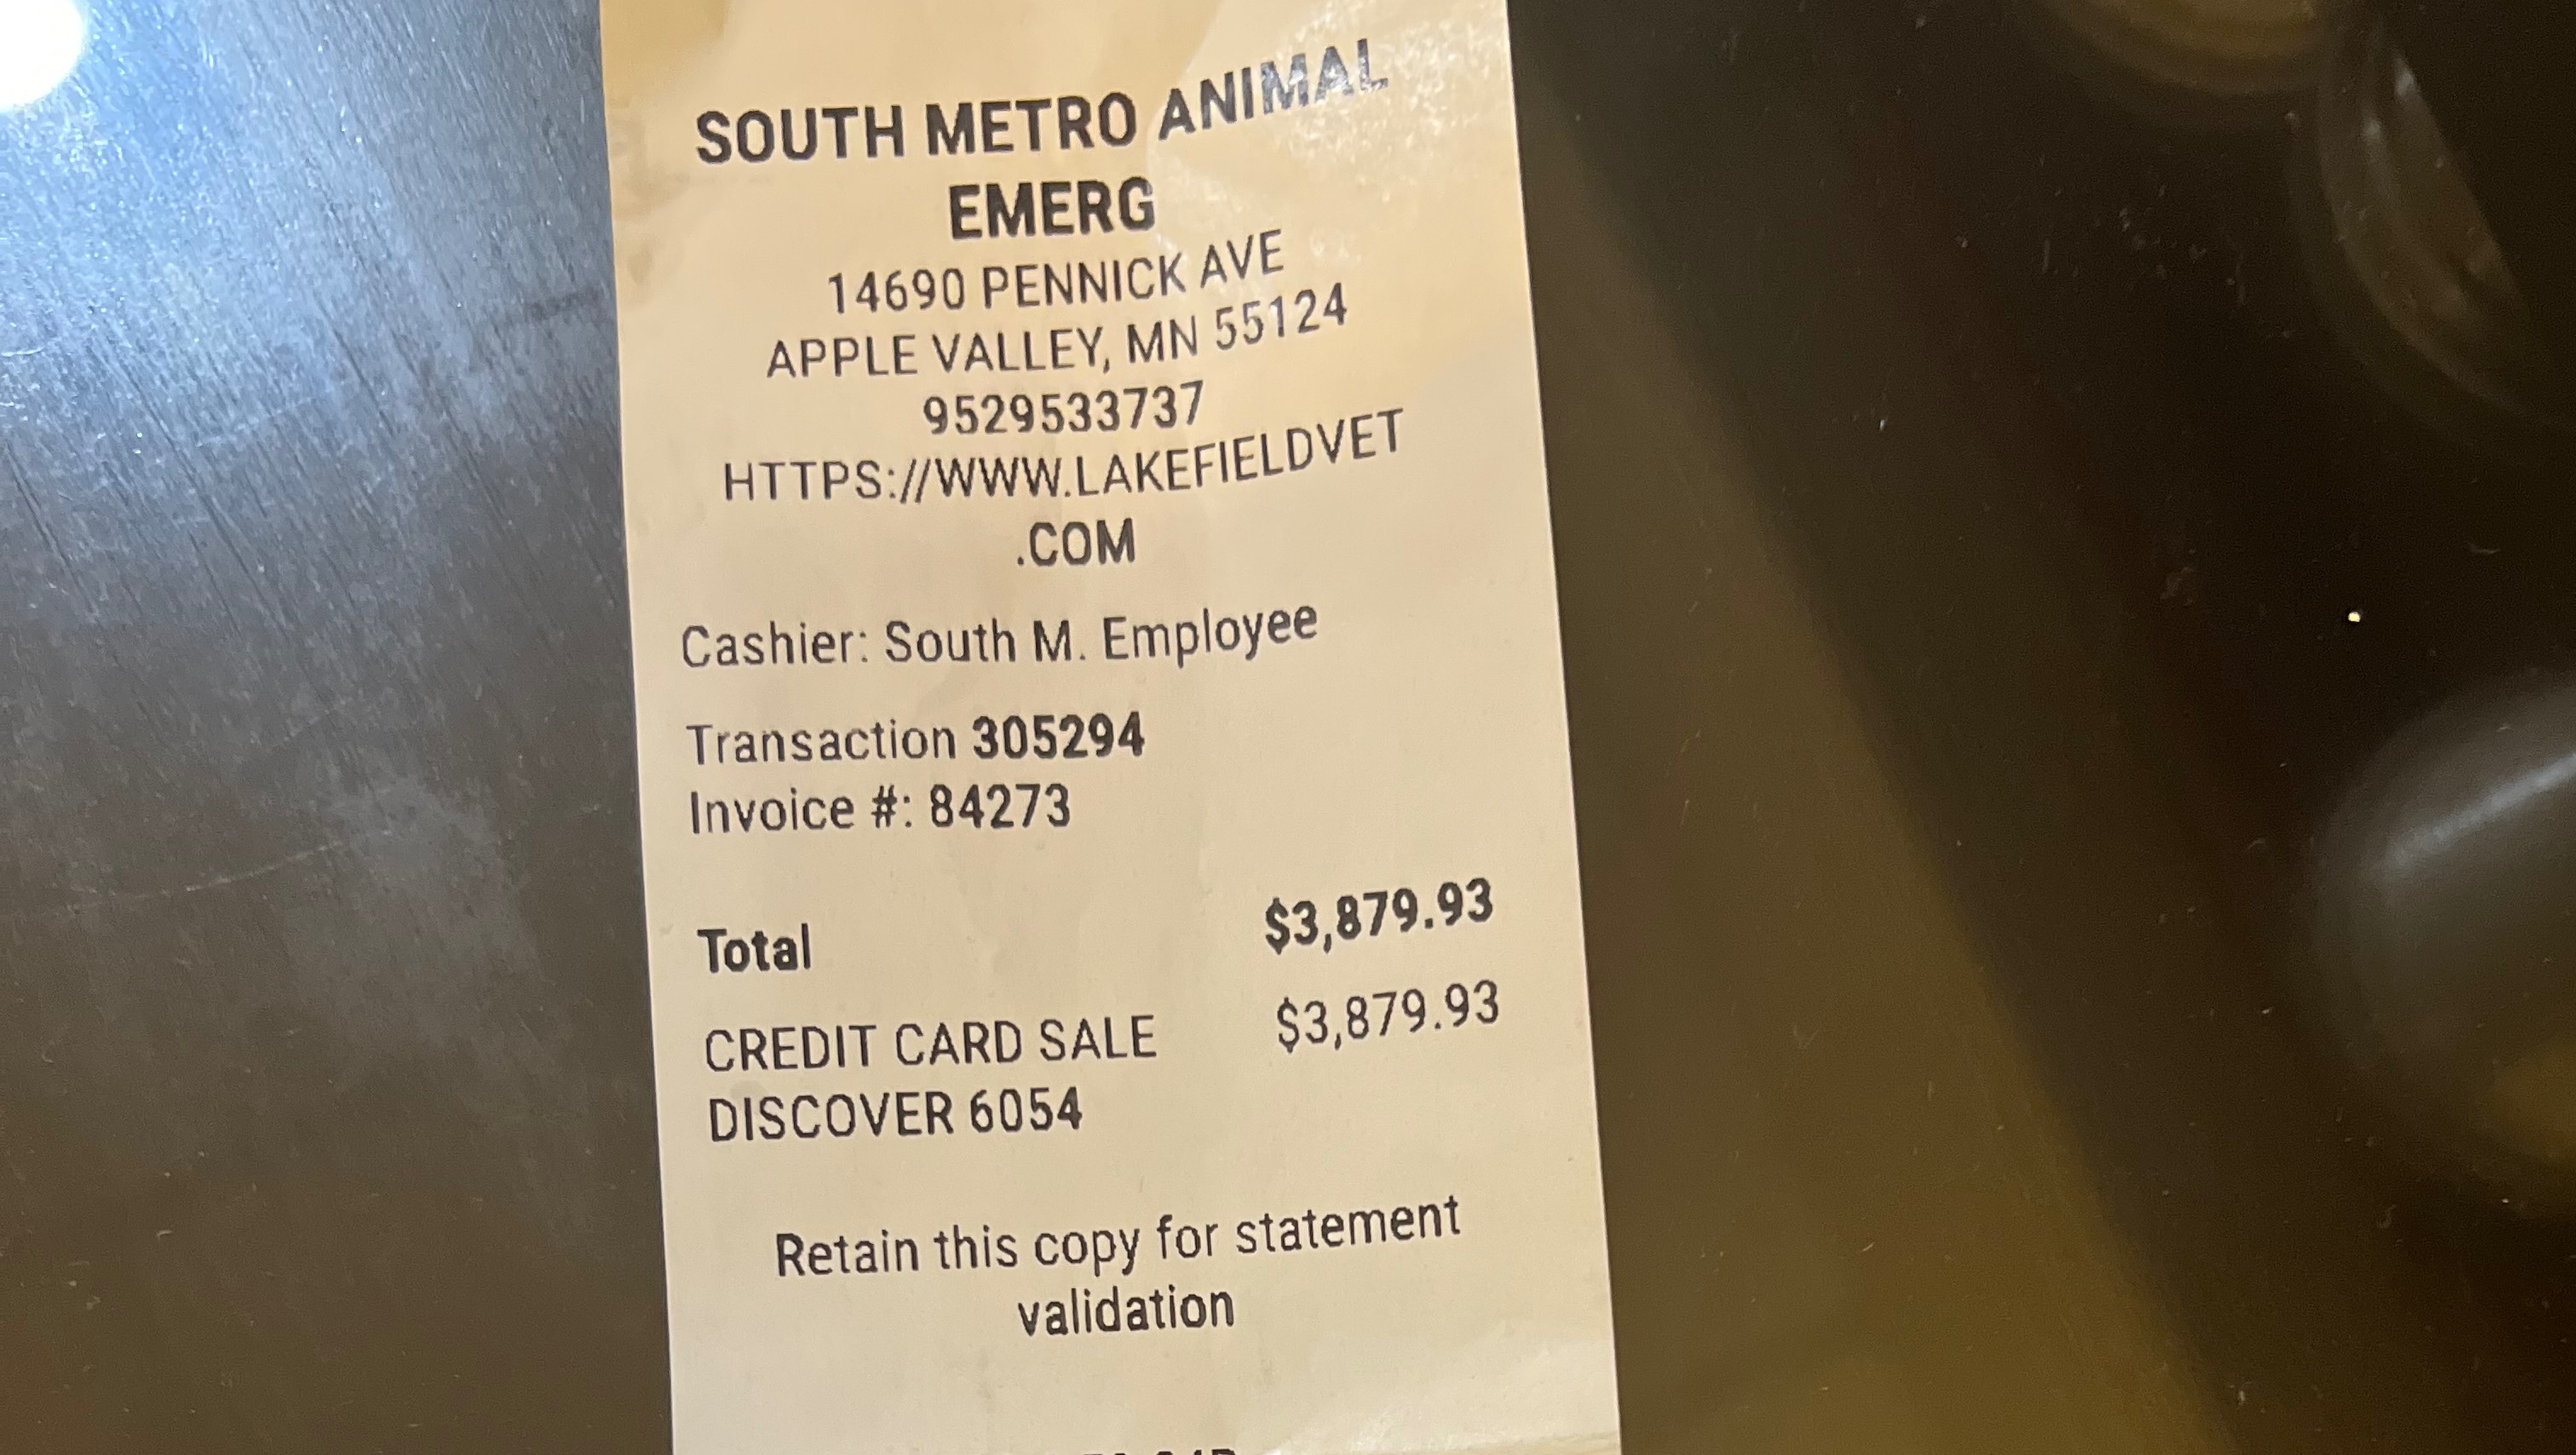 SOUTH METRO ANIMAL
EMERG
14690 PENNICK AVE
APPLE VALLEY, MN 55124
9529533737
HTTPS://WWW.LAKEFIELDVET
.COM
Cashier: South M. Employee
Transaction 305294
Invoice #: 84273
Total $3,879.93
CREDIT CARD SALE $3,879.93
DISCOVER 6054
Retain this copy for statement
validation